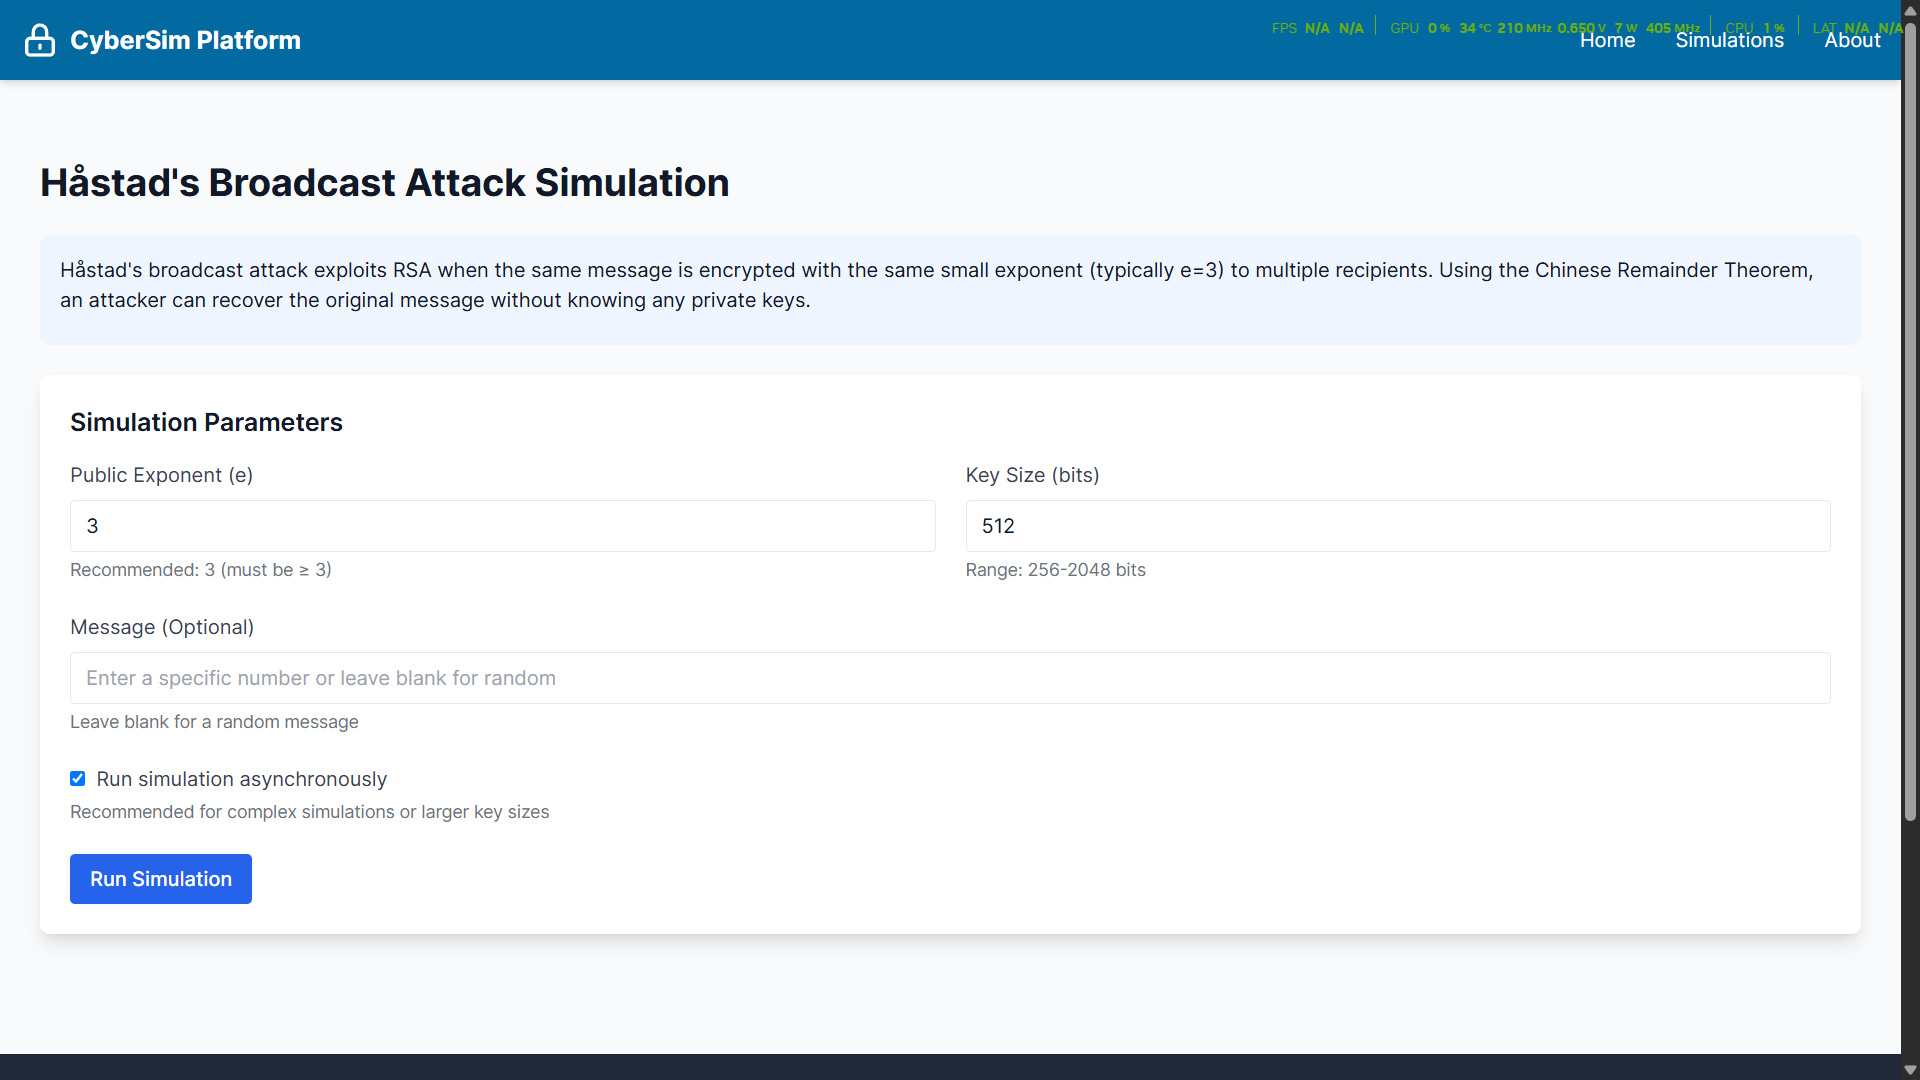 CyberSim Platform
FPS N/A N/A GPU 0 % 34 °C 210 MHz 0.650 V 7 W 405 MHz CPU 1 % LAT N/A N/A
Home Simulations About
Håstad's Broadcast Attack Simulation
Håstad's broadcast attack exploits RSA when the same message is encrypted with the same small exponent (typically e=3) to multiple recipients. Using the Chinese Remainder Theorem,
an attacker can recover the original message without knowing any private keys.
Simulation Parameters
Public Exponent (e)
3
Recommended: 3 (must be ≥ 3)
Key Size (bits)
512
Range: 256-2048 bits
Message (Optional)
Enter a specific number or leave blank for random
Leave blank for a random message
Run simulation asynchronously
Recommended for complex simulations or larger key sizes
Run Simulation